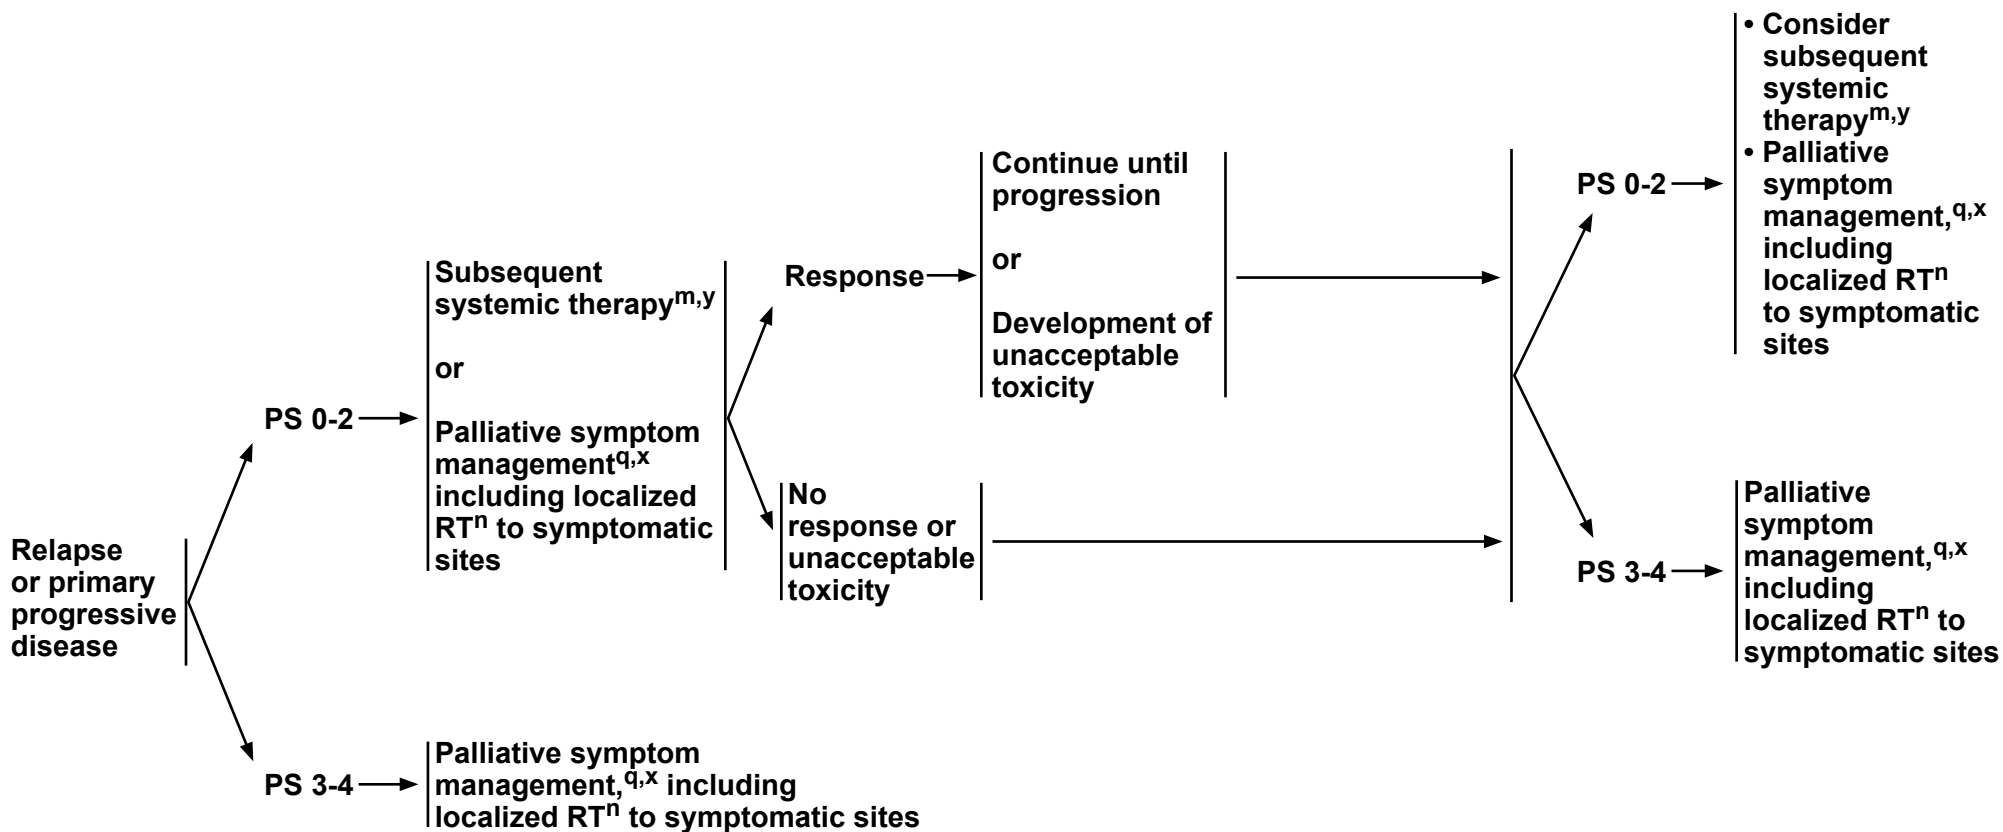 Relapse
or primary
progressive
disease
PS 0-2
Subsequent
systemic therapym,y
or
Palliative symptom
managementq,x
including localized
RTn to symptomatic
sites
PS 3-4
Palliative symptom
management,q,x including
localized RTn to symptomatic sites
Response
Continue until
progression
or
Development of
unacceptable
toxicity
No
response or
unacceptable
toxicity
PS 0-2
• Consider
subsequent
systemic
therapym,y
• Palliative
symptom
management,q,x
including
localized RTn
to symptomatic
sites
PS 3-4
Palliative
symptom
management,q,x
including
localized RTn to
symptomatic sites